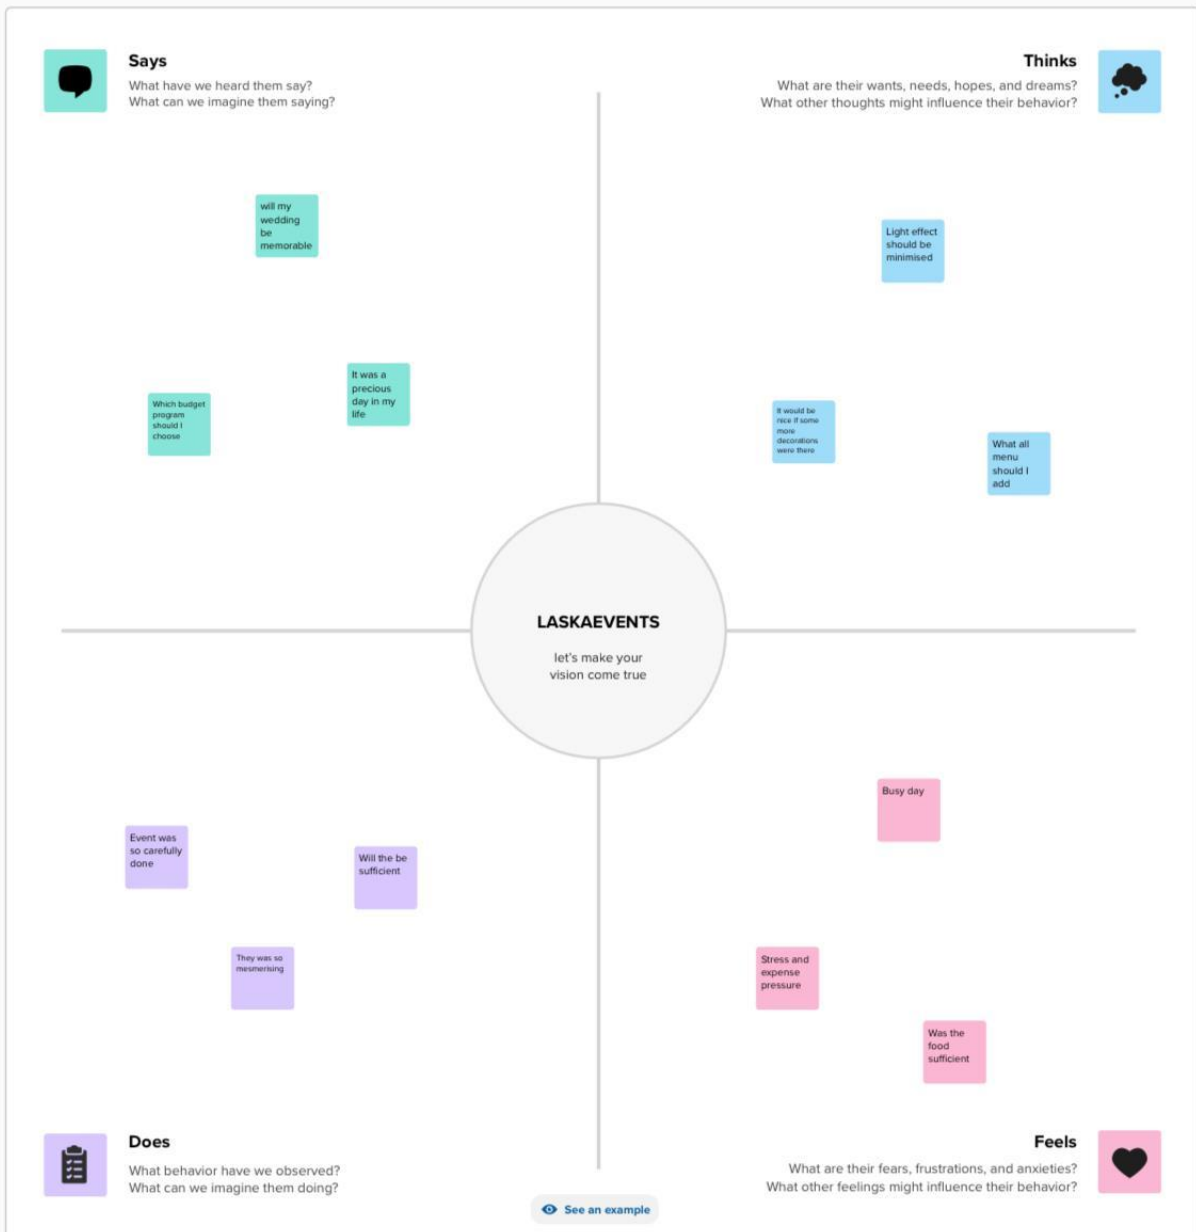 Says
What have we heard them say?
What can we imagine them saying?
Thinks
What are their wants, needs, hopes, and dreams?
What other thoughts might influence their behavior?
will my
wedding
be
memorable
Which budget
program
should I
choose
It was a
precious
day in my
life
Light effect
should be
minimised
It would be
nice if some
more
decorations
were there
What all
menu
should I
add
LASKAEVENTS
let's make your
vision come true
Event was
so carefully
done
Will the be
sufficient
They was so
mesmerising
Busy day
Stress and
expense
pressure
Was the
food
sufficient
Does
What behavior have we observed?
What can we imagine them doing?
Feels
What are their fears, frustrations, and anxieties?
What other feelings might influence their behavior?
See an example